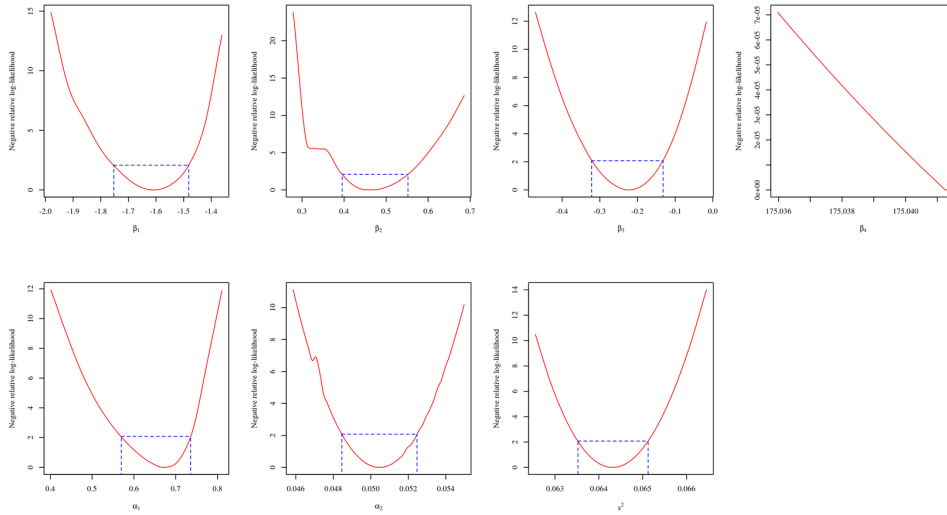 Negative relative log-likelihood
15
10
5
0
-2.0 -1.9 -1.8 -1.7 -1.6 -1.5 -1.4
β1
Negative relative log-likelihood
20
15
10
5
0
0.3 0.4 0.5 0.6 0.7
β2
Negative relative log-likelihood
12
10
8
6
4
2
0
-0.4 -0.3 -0.2 -0.1 0.0
β3
Negative relative log-likelihood
7e-05
6e-05
5e-05
4e-05
3e-05
2e-05
1e-05
0e+00
175.036 175.038 175.040
β4
Negative relative log-likelihood
12
10
8
6
4
2
0
0.4 0.5 0.6 0.7 0.8
α1
Negative relative log-likelihood
10
8
6
4
2
0
0.046 0.048 0.050 0.052 0.054
α2
Negative relative log-likelihood
14
12
10
8
6
4
2
0
0.063 0.064 0.065 0.066
s²